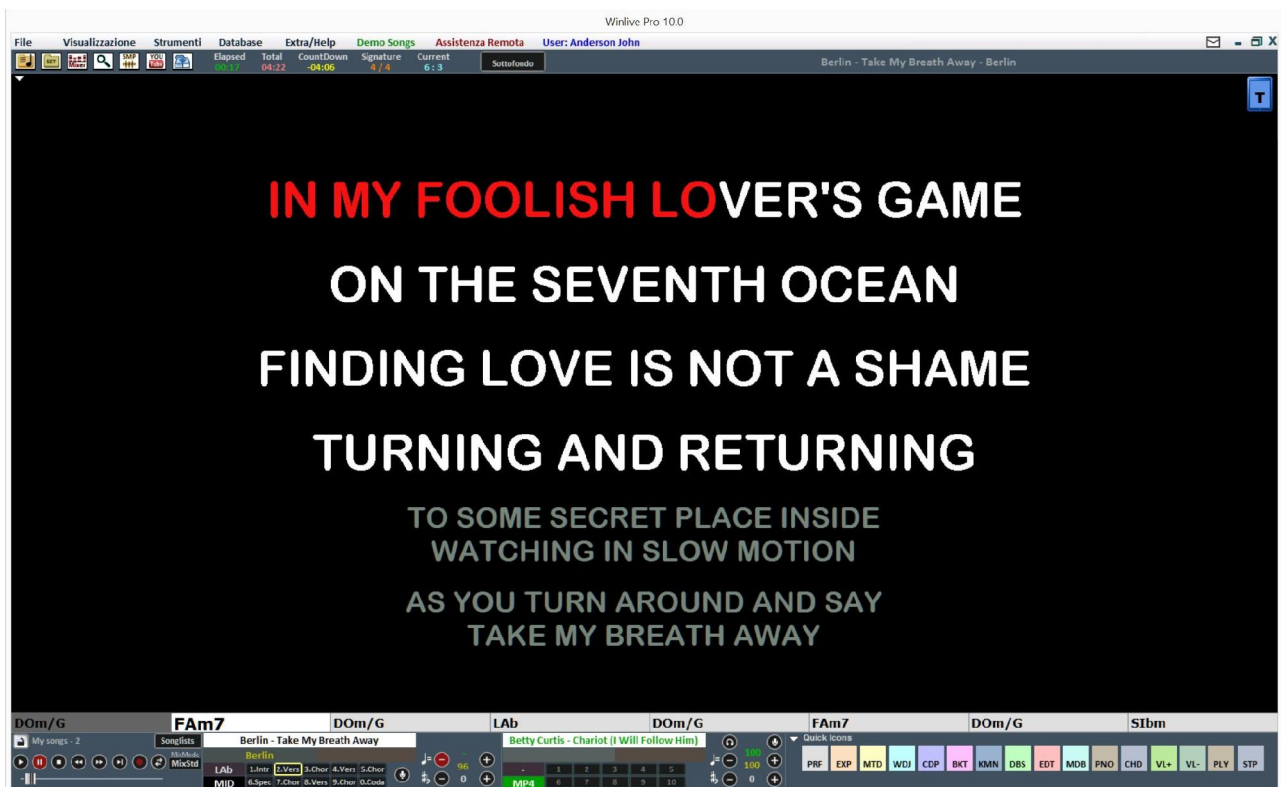 Winlive Pro 10.0
File Visualizzazione Strumenti Database Extra/Help Demo Songs Assistenza Remota User: Anderson John X
SET Mixer SMP YOU Tube Elapsed Total CountDown Signature Current Sottofondo Berlin - Take My Breath Away - Berlin
00:17 04:22 -04:06 4 / 4 6 : 3
T
IN MY FOOLISH LOVER'S GAME
ON THE SEVENTH OCEAN
FINDING LOVE IS NOT A SHAME
TURNING AND RETURNING
TO SOME SECRET PLACE INSIDE
WATCHING IN SLOW MOTION
AS YOU TURN AROUND AND SAY
TAKE MY BREATH AWAY
DOm/G FAm7 DOm/G LAb DOm/G FAm7 DOm/G SIbm
My songs - 2 Songlists Berlin - Take My Breath Away Betty Curtis - Chariot (I Will Follow Him) Quick Icons
MixMode Berlin - 100
MixStd 96 100
PRF EXP MTD WDJ CDP BKT KMN DBS EDT MDB PNO CHD VL+ VL- PLY STP
LAb 1.Intr 2.Vers 3.Chor 4.Vers 5.Chor - 1 2 3 4 5
MID 6.Spec 7.Chor 8.Vers 9.Chor 0.Coda 0 MP4 6 7 8 9 10 0